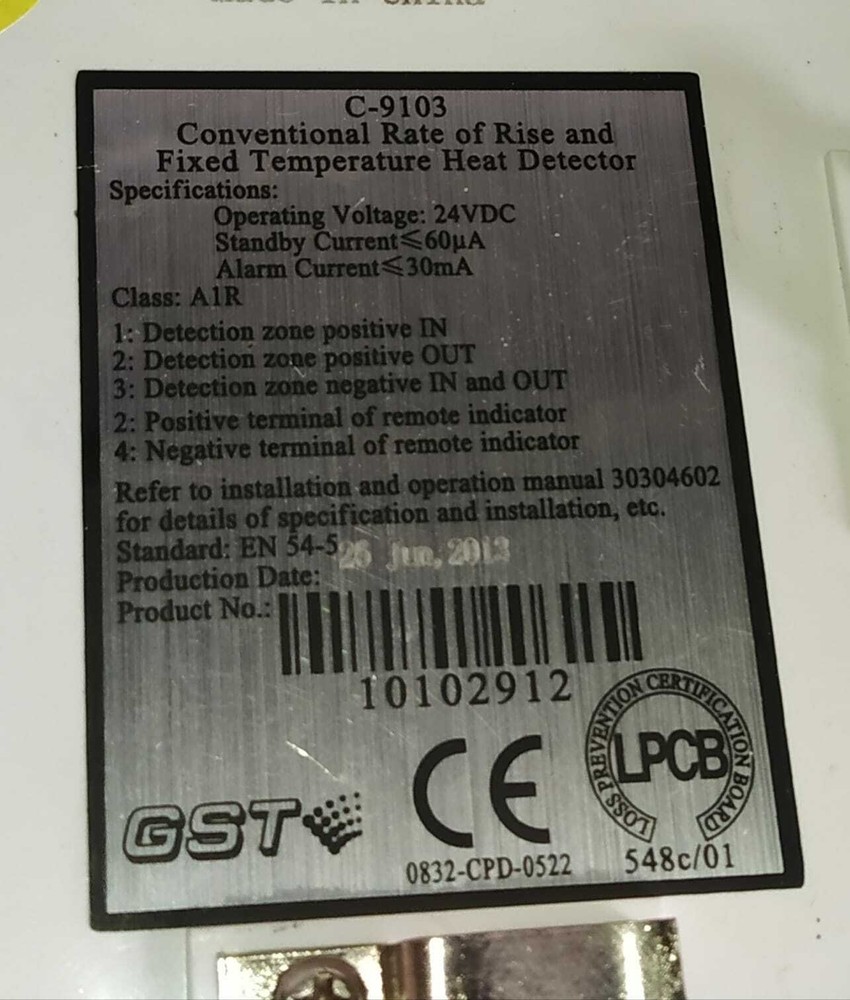 Made in China
C-9103
Conventional Rate of Rise and
Fixed Temperature Heat Detector
Specifications:
Operating Voltage: 24VDC
Standby Current≤60μA
Alarm Current≤30mA
Class: A1R
1: Detection zone positive IN
2: Detection zone positive OUT
3: Detection zone negative IN and OUT
2: Positive terminal of remote indicator
4: Negative terminal of remote indicator
Refer to installation and operation manual 30304602
for details of specification and installation, etc.
Standard: EN 54-5
26 Jun, 2013
Production Date:
Product No.:
10102912
LOSS PREVENTION CERTIFICATION BOARD
LPCB
GST
CE
0832-CPD-0522
548c/01